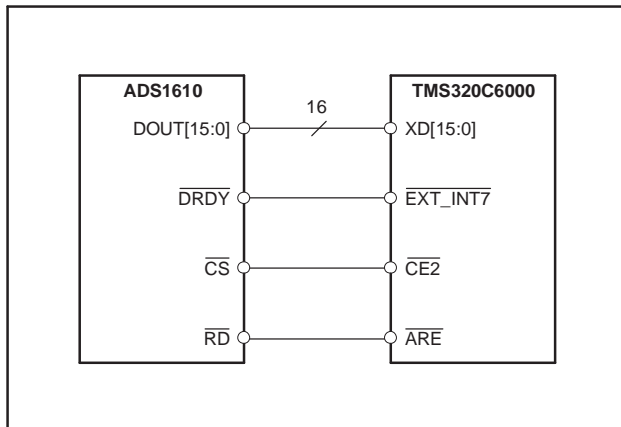 ADS1610 TMS320C6000
16
DOUT[15:0] XD[15:0]
DRDY EXT_INT7
CS CE2
RD ARE